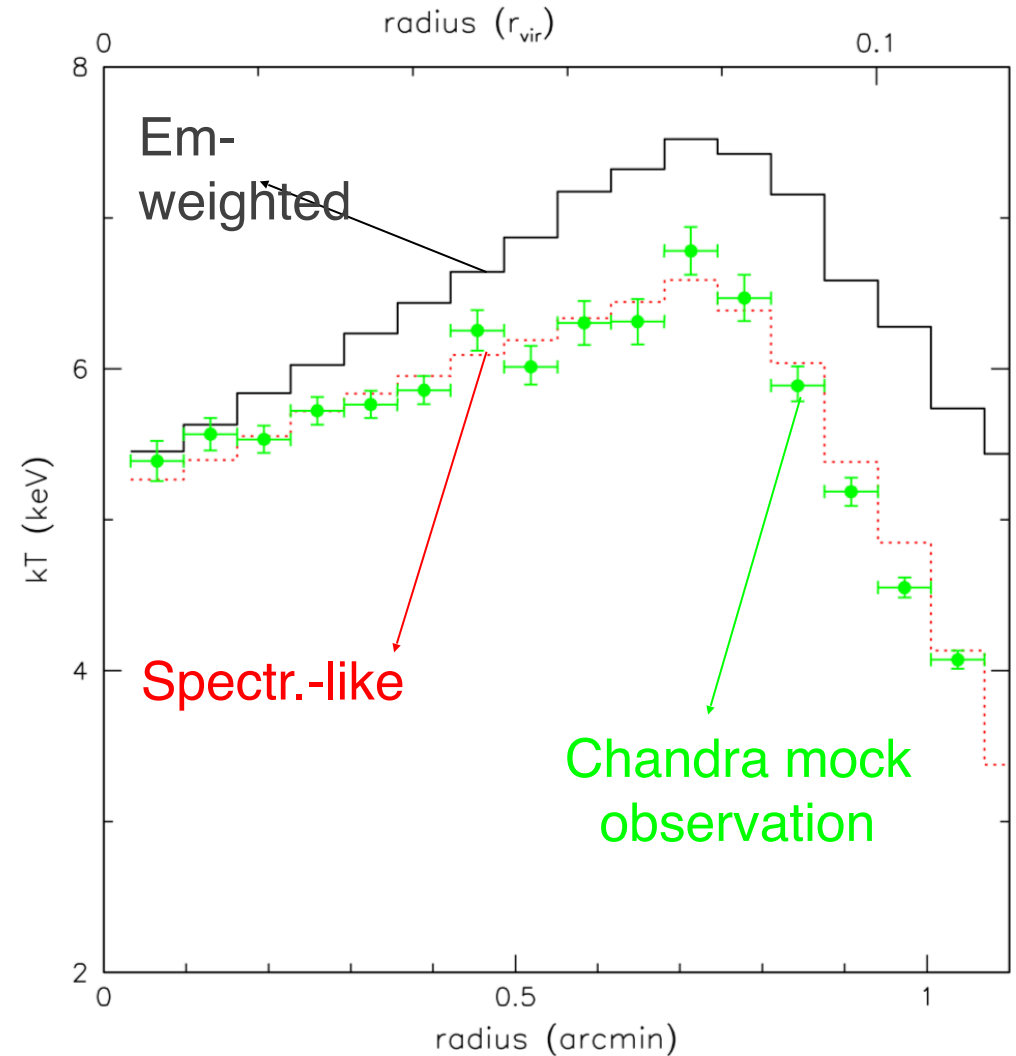 radius (r_vir)
0 0.1
8
Em-
weighted
6
kT (keV)
4
Spectr.-like
Chandra mock
observation
2
0 0.5 1
radius (arcmin)